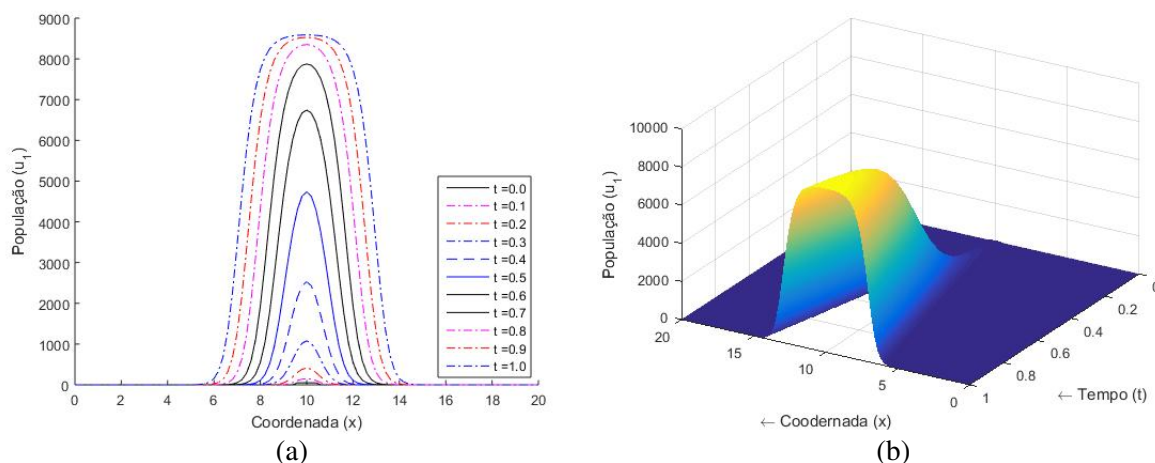 9000
8000
7000
6000
5000
4000
3000
2000
1000
0
População (u1)
0 2 4 6 8 10 12 14 16 18 20
Coordenada (x)
t =0.0
t =0.1
t =0.2
t =0.3
t =0.4
t =0.5
t =0.6
t =0.7
t =0.8
t =0.9
t =1.0
(a)
10000
8000
6000
4000
2000
0
População (u1)
20 15 10 5 0
← Coodernada (x)
0
0.2
0.4
0.6
0.8
1
← Tempo (t)
(b)